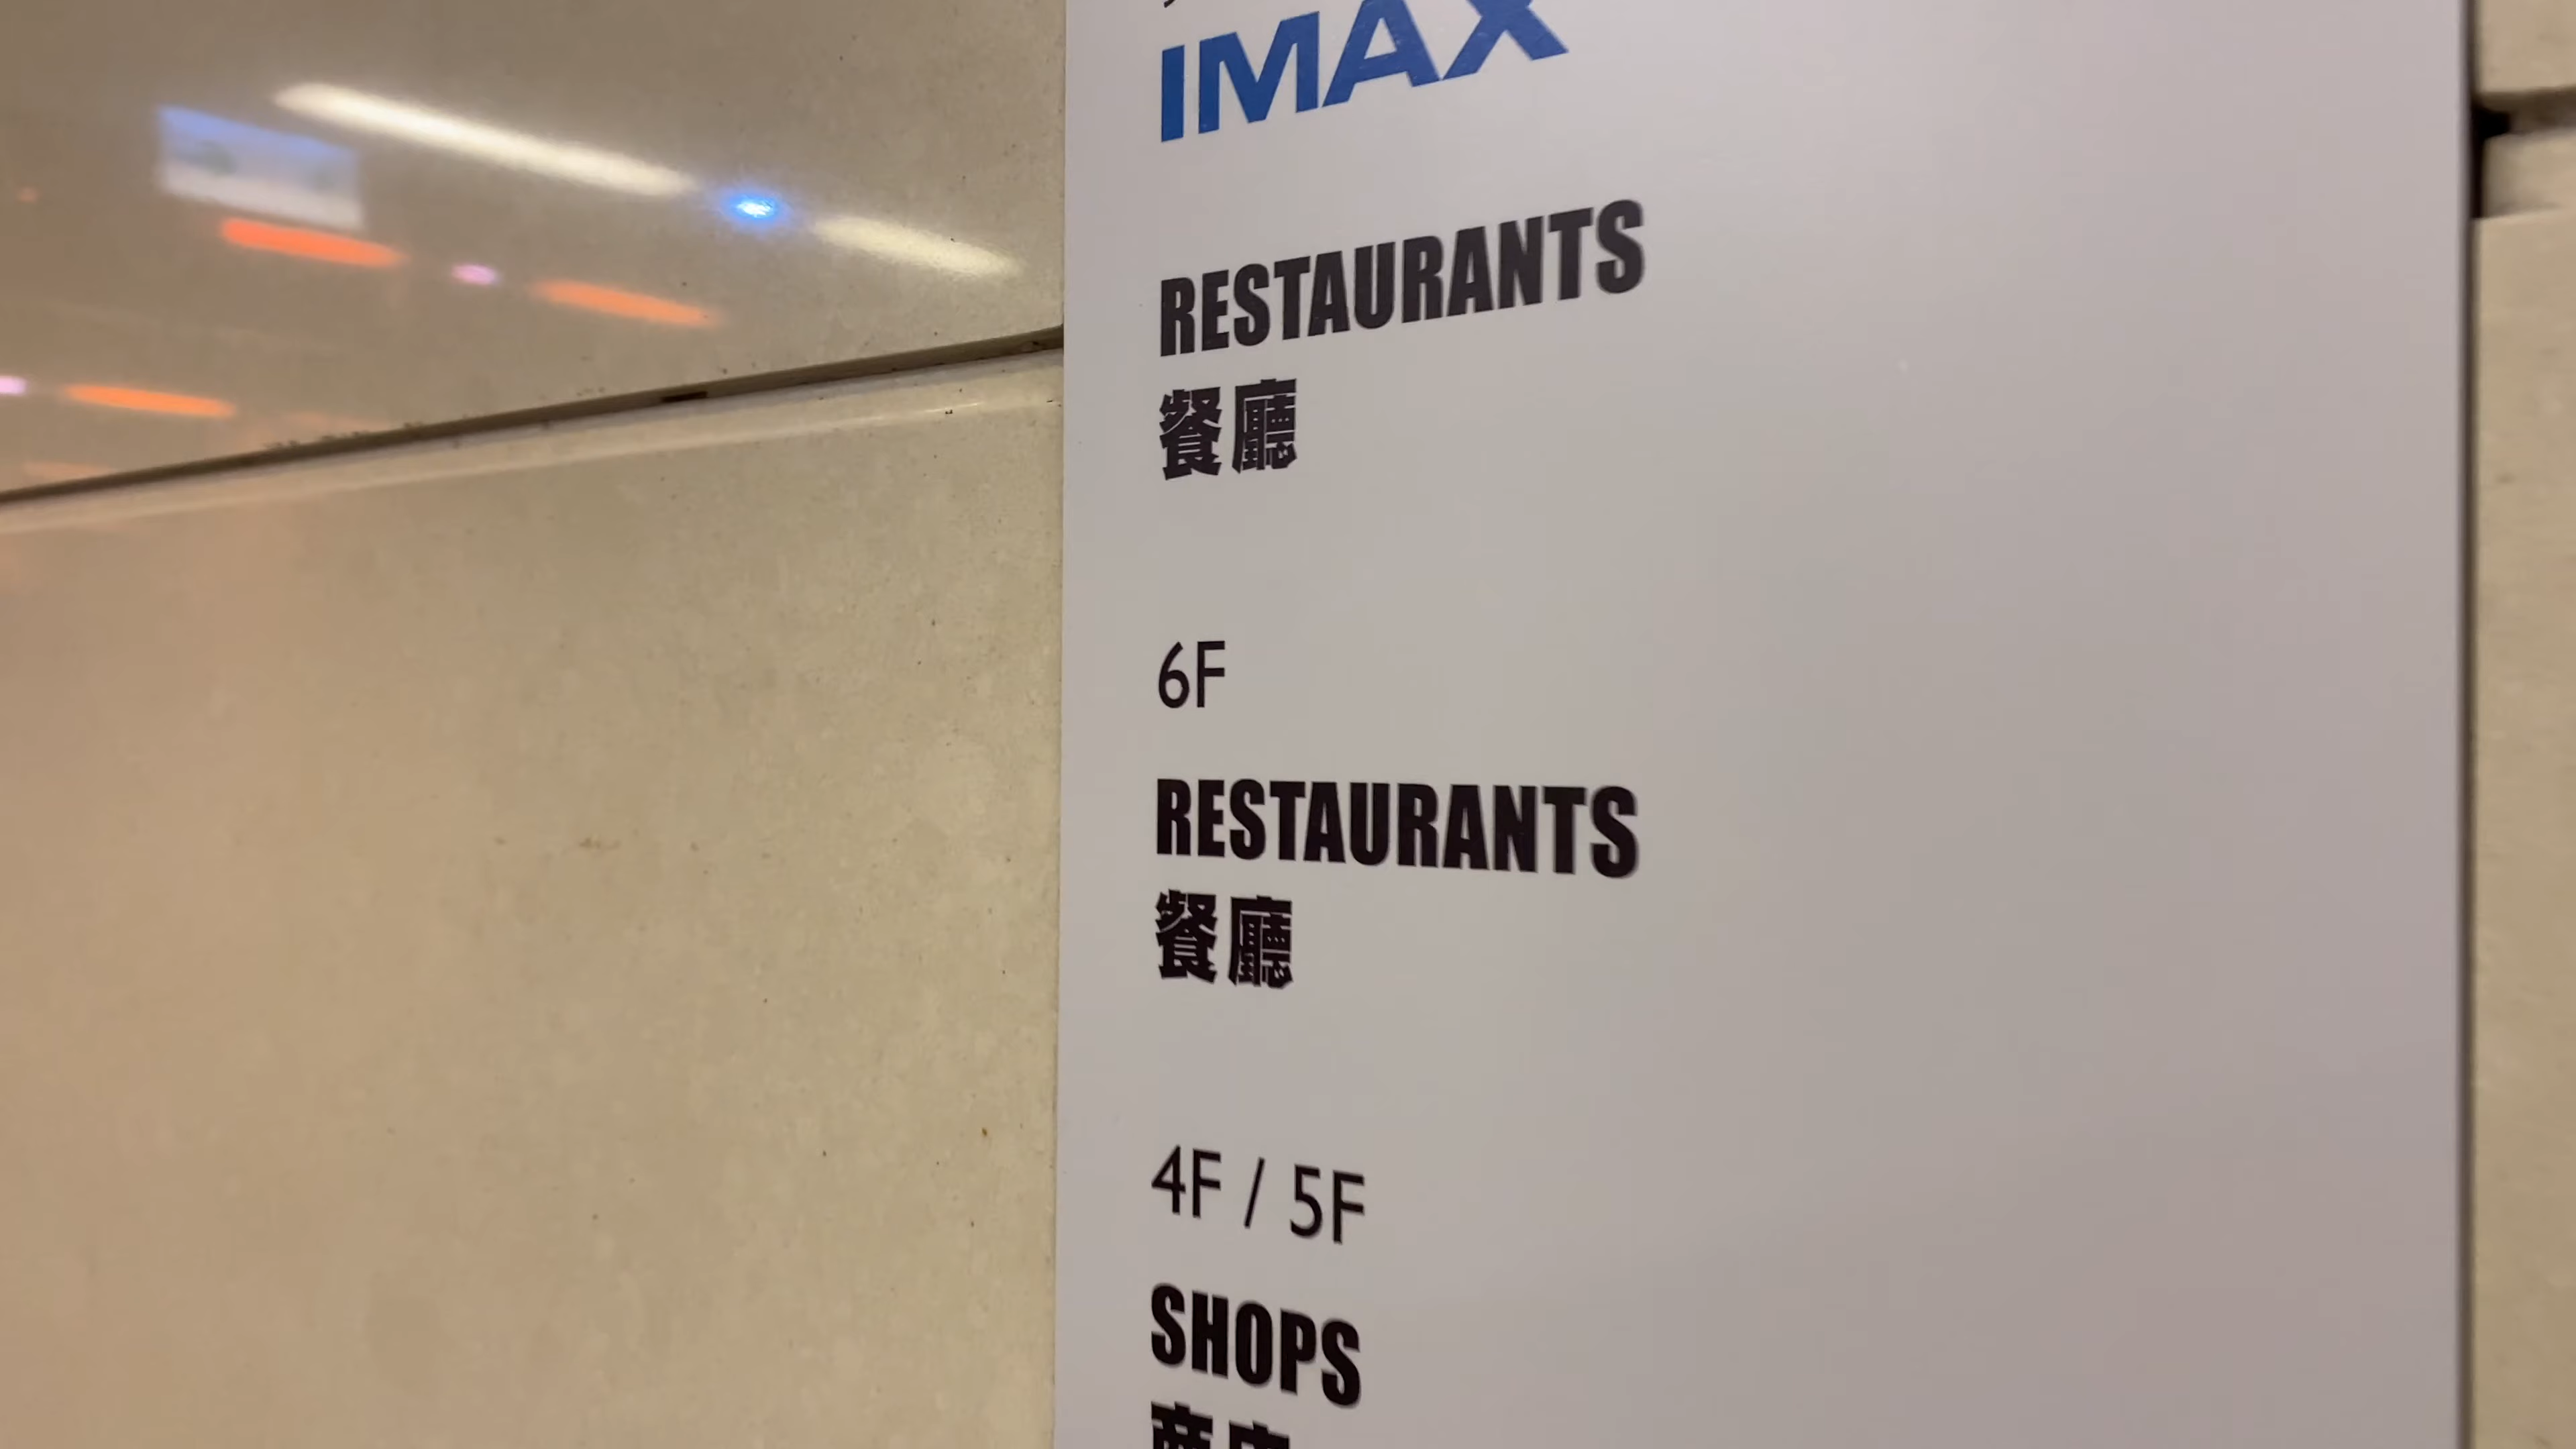 IMAX
RESTAURANTS
餐廳
6F
RESTAURANTS
餐廳
4F / 5F
SHOPS